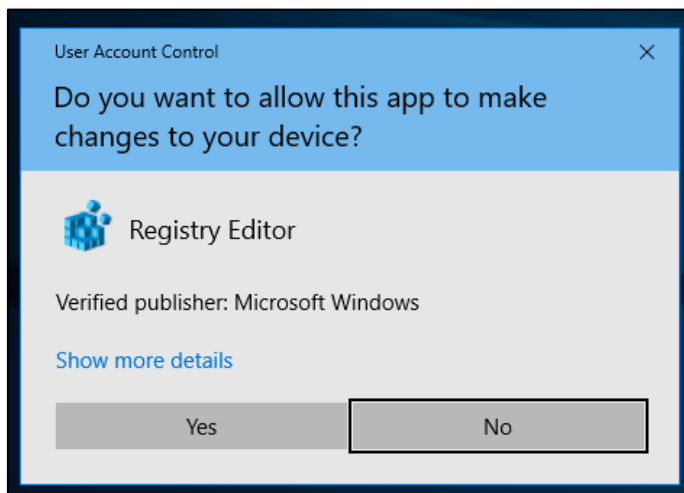 User Account Control
Do you want to allow this app to make
changes to your device?
Registry Editor
Verified publisher: Microsoft Windows
Show more details
Yes
No